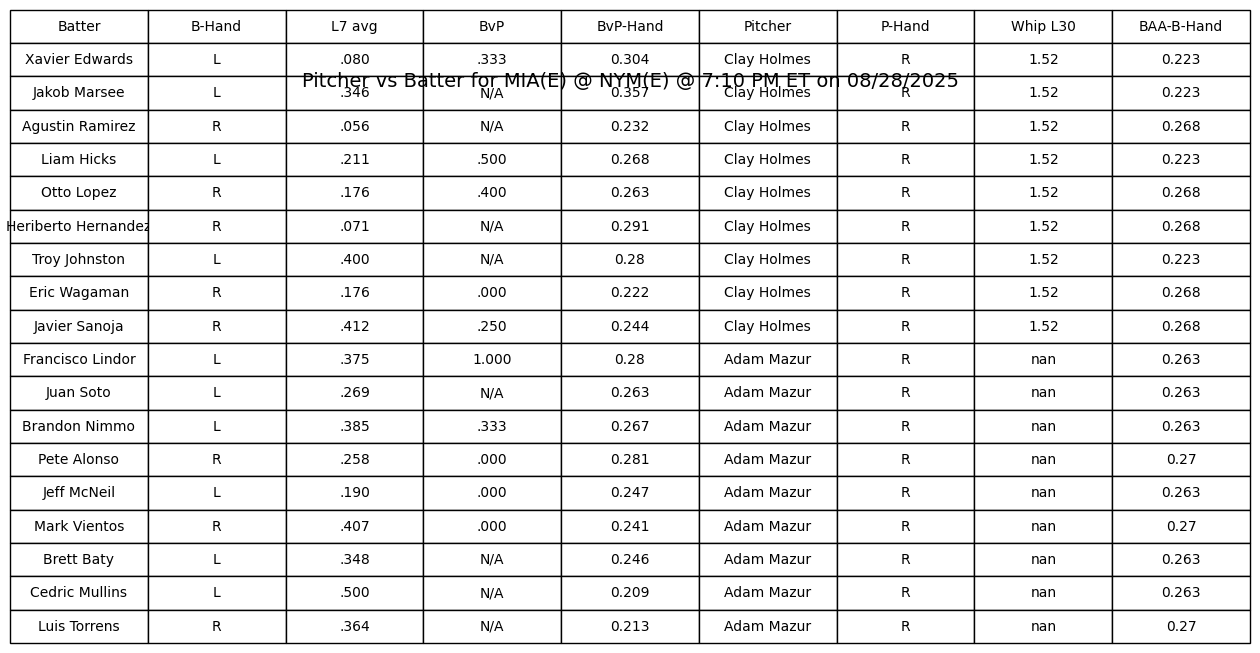 Batter B-Hand L7 avg BvP BvP-Hand Pitcher P-Hand Whip L30 BAA-B-Hand
Xavier Edwards L .080 .333 0.304 Clay Holmes R 1.52 0.223
Pitcher vs Batter for MIA(E) @ NYM(E) @ 7:10 PM ET on 08/28/2025
Jakob Marsee L .346 N/A 0.357 Clay Holmes R 1.52 0.223
Agustin Ramirez R .056 N/A 0.232 Clay Holmes R 1.52 0.268
Liam Hicks L .211 .500 0.268 Clay Holmes R 1.52 0.223
Otto Lopez R .176 .400 0.263 Clay Holmes R 1.52 0.268
Heriberto Hernandez R .071 N/A 0.291 Clay Holmes R 1.52 0.268
Troy Johnston L .400 N/A 0.28 Clay Holmes R 1.52 0.223
Eric Wagaman R .176 .000 0.222 Clay Holmes R 1.52 0.268
Javier Sanoja R .412 .250 0.244 Clay Holmes R 1.52 0.268
Francisco Lindor L .375 1.000 0.28 Adam Mazur R nan 0.263
Juan Soto L .269 N/A 0.263 Adam Mazur R nan 0.263
Brandon Nimmo L .385 .333 0.267 Adam Mazur R nan 0.263
Pete Alonso R .258 .000 0.281 Adam Mazur R nan 0.27
Jeff McNeil L .190 .000 0.247 Adam Mazur R nan 0.263
Mark Vientos R .407 .000 0.241 Adam Mazur R nan 0.27
Brett Baty L .348 N/A 0.246 Adam Mazur R nan 0.263
Cedric Mullins L .500 N/A 0.209 Adam Mazur R nan 0.263
Luis Torrens R .364 N/A 0.213 Adam Mazur R nan 0.27